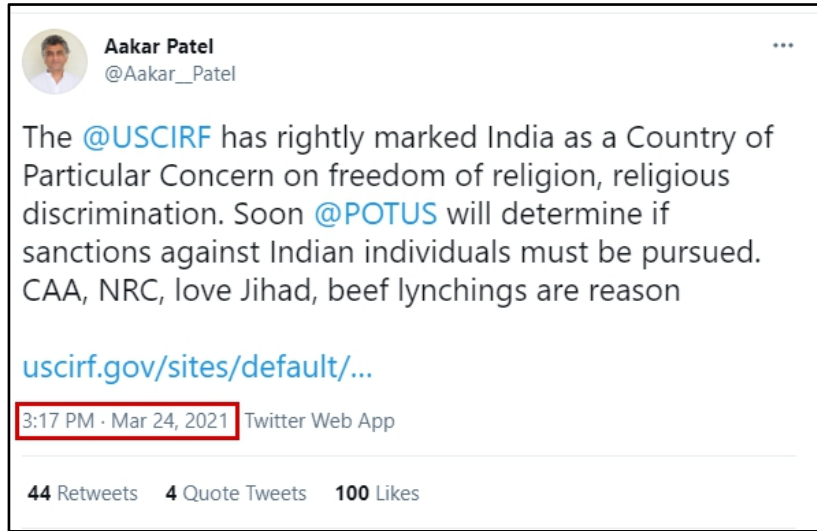 Aakar Patel
@Aakar__Patel
The @USCIRF has rightly marked India as a Country of
Particular Concern on freedom of religion, religious
discrimination. Soon @POTUS will determine if
sanctions against Indian individuals must be pursued.
CAA, NRC, love Jihad, beef lynchings are reason
uscirf.gov/sites/default/...
3:17 PM · Mar 24, 2021 Twitter Web App
44 Retweets 4 Quote Tweets 100 Likes